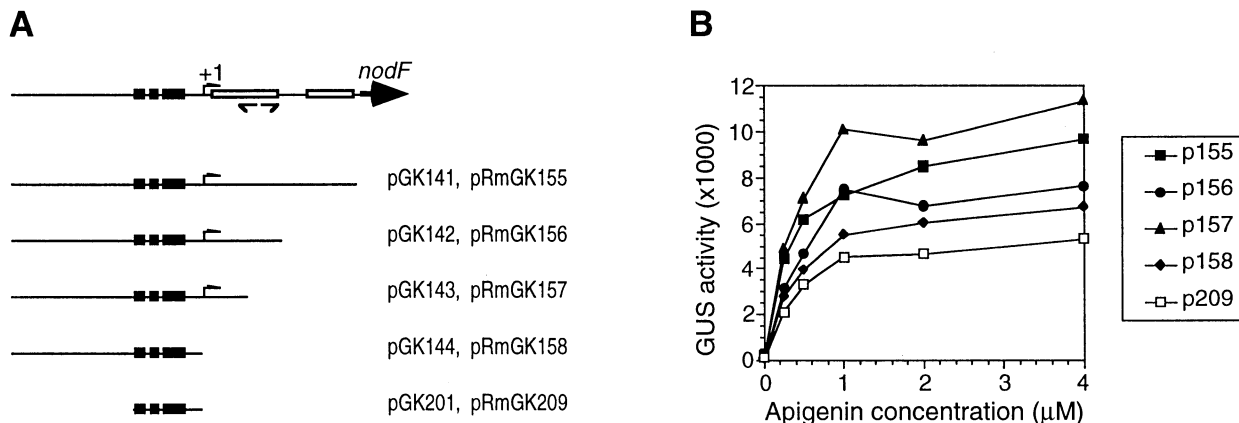 A
+1
nodF
pGK141, pRmGK155
pGK142, pRmGK156
pGK143, pRmGK157
pGK144, pRmGK158
pGK201, pRmGK209
B
GUS activity (x1000)
12
10
8
6
4
2
0
0 1 2 3 4
Apigenin concentration (µM)
p155
p156
p157
p158
p209